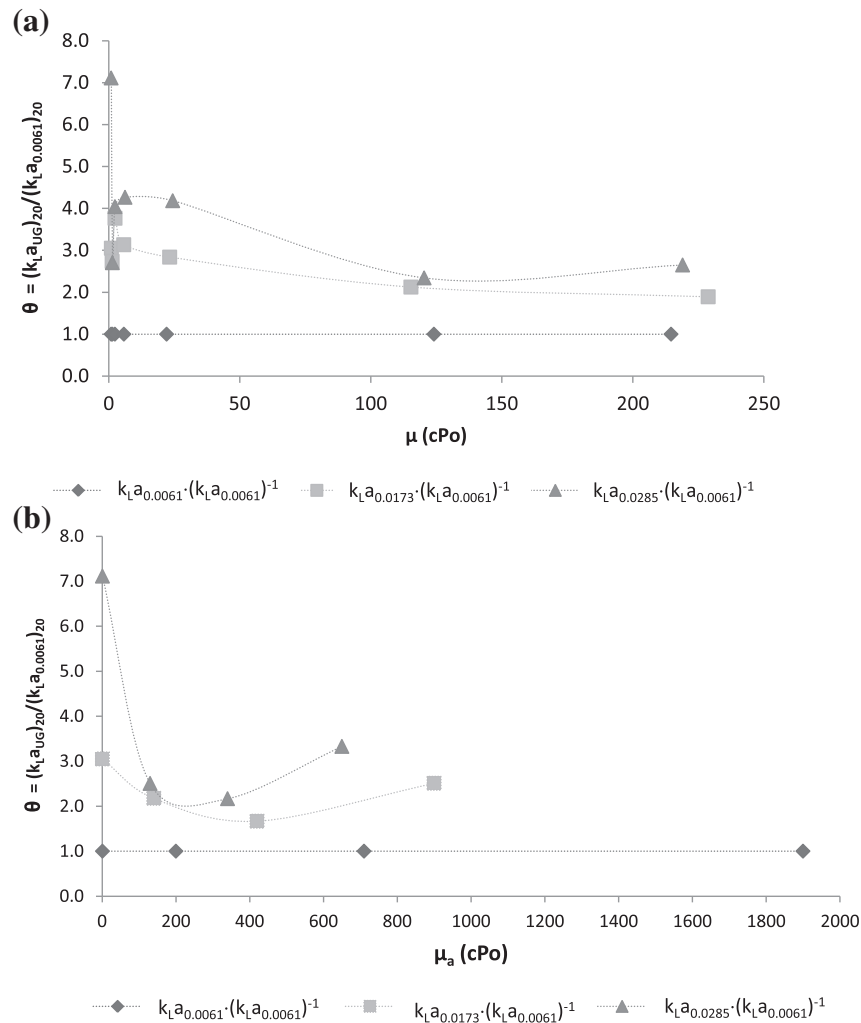 (a)
8.0
7.0
6.0
5.0
4.0
3.0
2.0
1.0
0.0
θ = (kLaUG)20/(kLa0.0061)20
0 50 100 150 200 250
μ (cPo)
kLa0.0061·(kLa0.0061)-1 kLa0.0173·(kLa0.0061)-1 kLa0.0285·(kLa0.0061)-1
(b)
8.0
7.0
6.0
5.0
4.0
3.0
2.0
1.0
0.0
θ = (kLaUG)20/(kLa0.0061)20
0 200 400 600 800 1000 1200 1400 1600 1800 2000
μa (cPo)
kLa0.0061·(kLa0.0061)-1 kLa0.0173·(kLa0.0061)-1 kLa0.0285·(kLa0.0061)-1